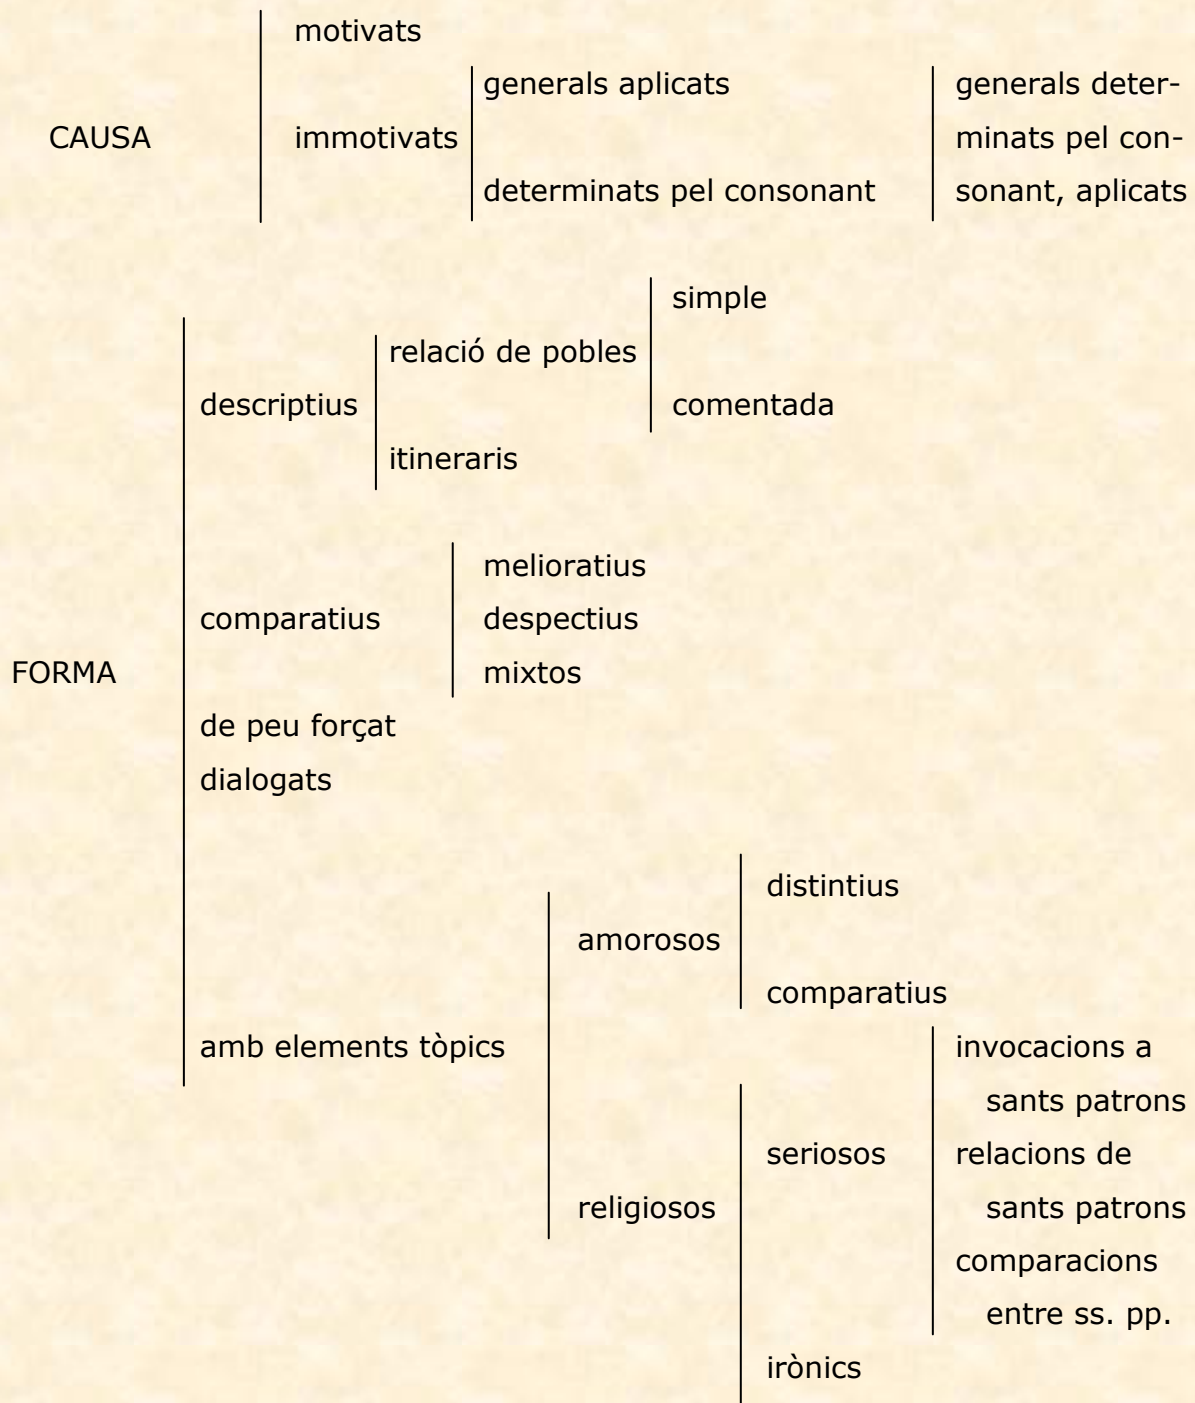 motivats
generals aplicats generals deter-
CAUSA immotivats minats pel con-
determinats pel consonant sonant, aplicats
simple
relació de pobles
descriptius comentada
itineraris
melioratius
comparatius despectius
FORMA mixtos
de peu forçat
dialogats
distintius
amorosos
comparatius
amb elements tòpics invocacions a
sants patrons
seriosos relacions de
religiosos sants patrons
comparacions
entre ss. pp.
irònics